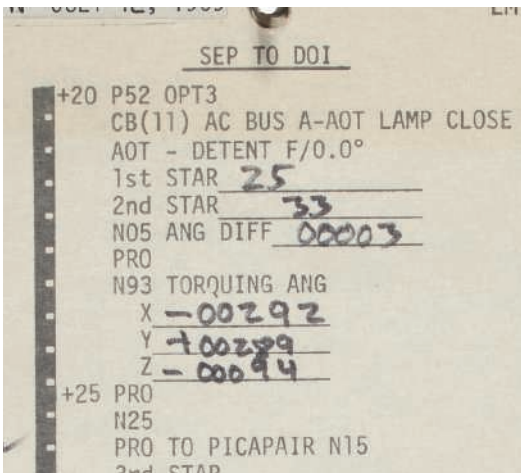 SEP TO DOI
+20 P52 OPT3
CB(11) AC BUS A-AOT LAMP CLOSE
AOT - DETENT F/0.0°
1st STAR 25
2nd STAR 33
N05 ANG DIFF 00003
PRO
N93 TORQUING ANG
X -00292
Y +00289
Z -00094
+25 PRO
N25
PRO TO PICAPAIR N15
STAR